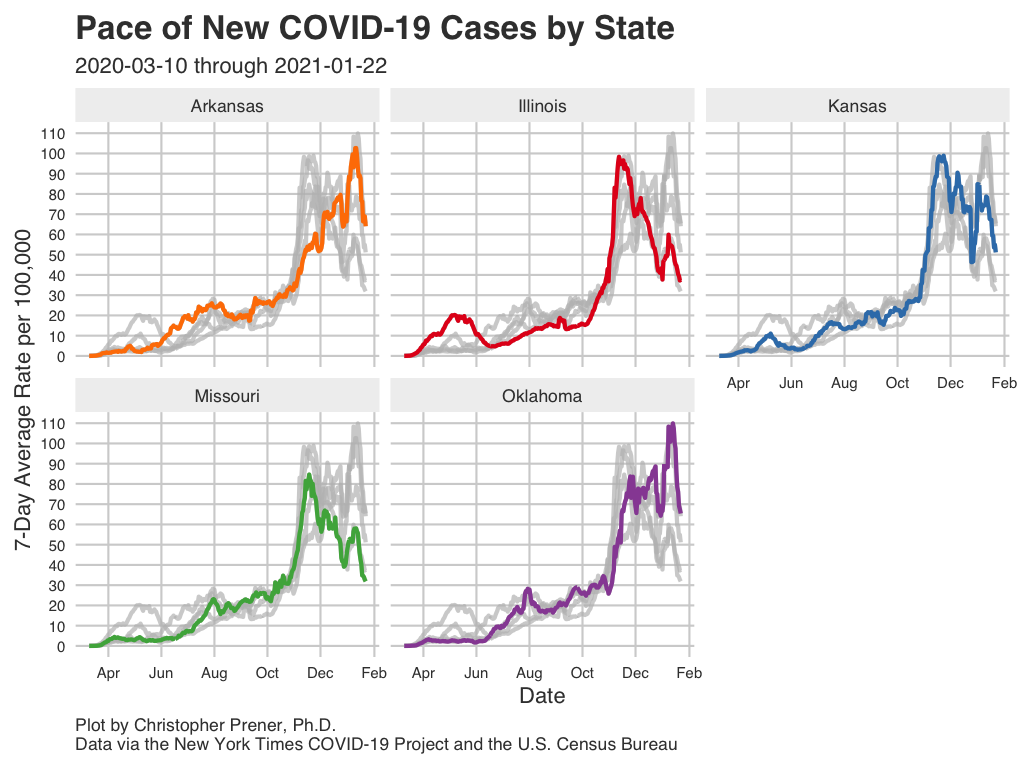 Pace of New COVID-19 Cases by State
2020-03-10 through 2021-01-22
Arkansas
Illinois
Kansas
110
100
90
80
70
60
50
40
30
20
10
0
Apr Jun Aug Oct Dec Feb
Missouri
Oklahoma
110
100
90
80
70
60
50
40
30
20
10
0
Apr Jun Aug Oct Dec Feb
Apr Jun Aug Oct Dec Feb
7-Day Average Rate per 100,000
Date
Plot by Christopher Prener, Ph.D.
Data via the New York Times COVID-19 Project and the U.S. Census Bureau